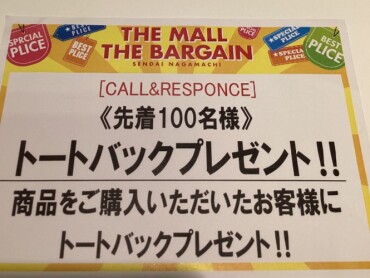 THE MALL
THE BARGAIN
SENDAI NAGAMACHI
SPRCIAL PLICE
BEST PLICE
SPECIAL PLICE
SPECIAL PLICE
BEST PLICE
[CALL&RESPONCE]
《先着100名様》
トートバックプレゼント!!
商品をご購入いただいたお客様に
トートバックプレゼント!!